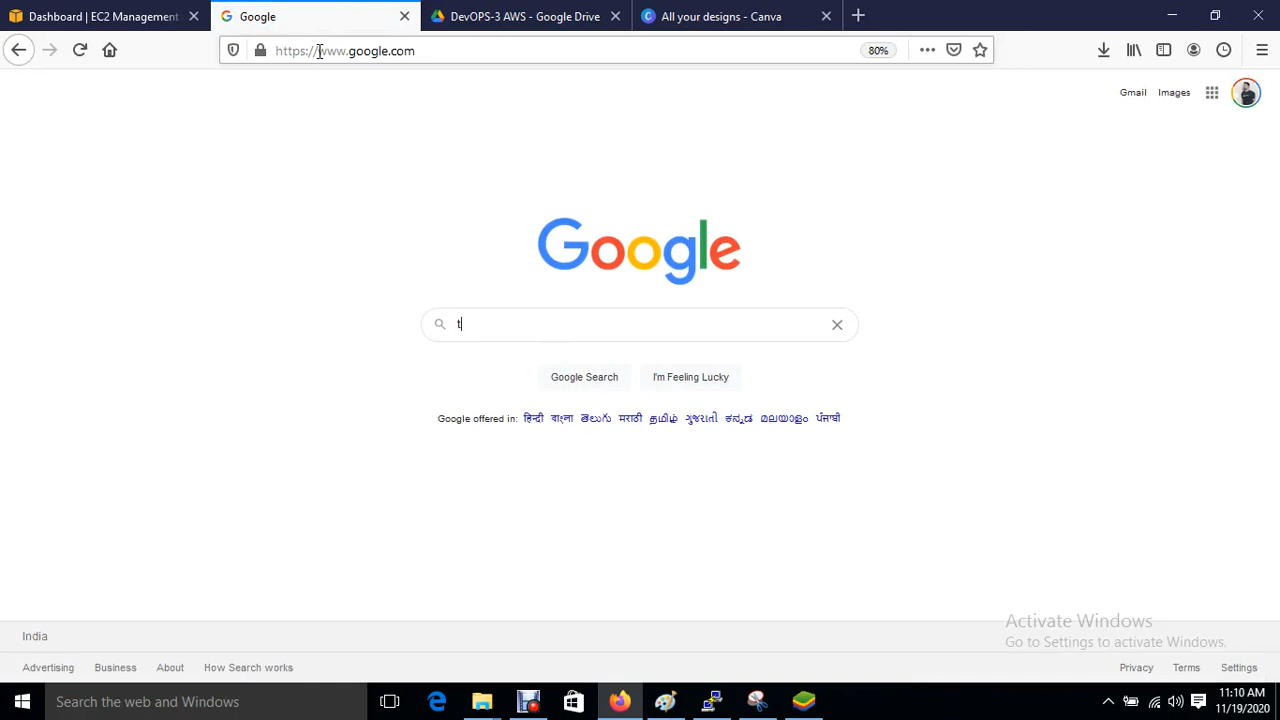 Dashboard | EC2 Management
Google
DevOPS-3 AWS - Google Drive
All your designs - Canva
https://www.google.com
80%
Gmail
Images
Google
t
Google Search
I'm Feeling Lucky
Google offered in: हिन्दी বাংলা తెలుగు मराठी தமிழ் ગુજરાતી ಕನ್ನಡ മലയാളം ਪੰਜਾਬੀ
Activate Windows
Go to Settings to activate Windows.
India
Advertising
Business
About
How Search works
Privacy
Terms
Settings
Search the web and Windows
11:10 AM
11/19/2020